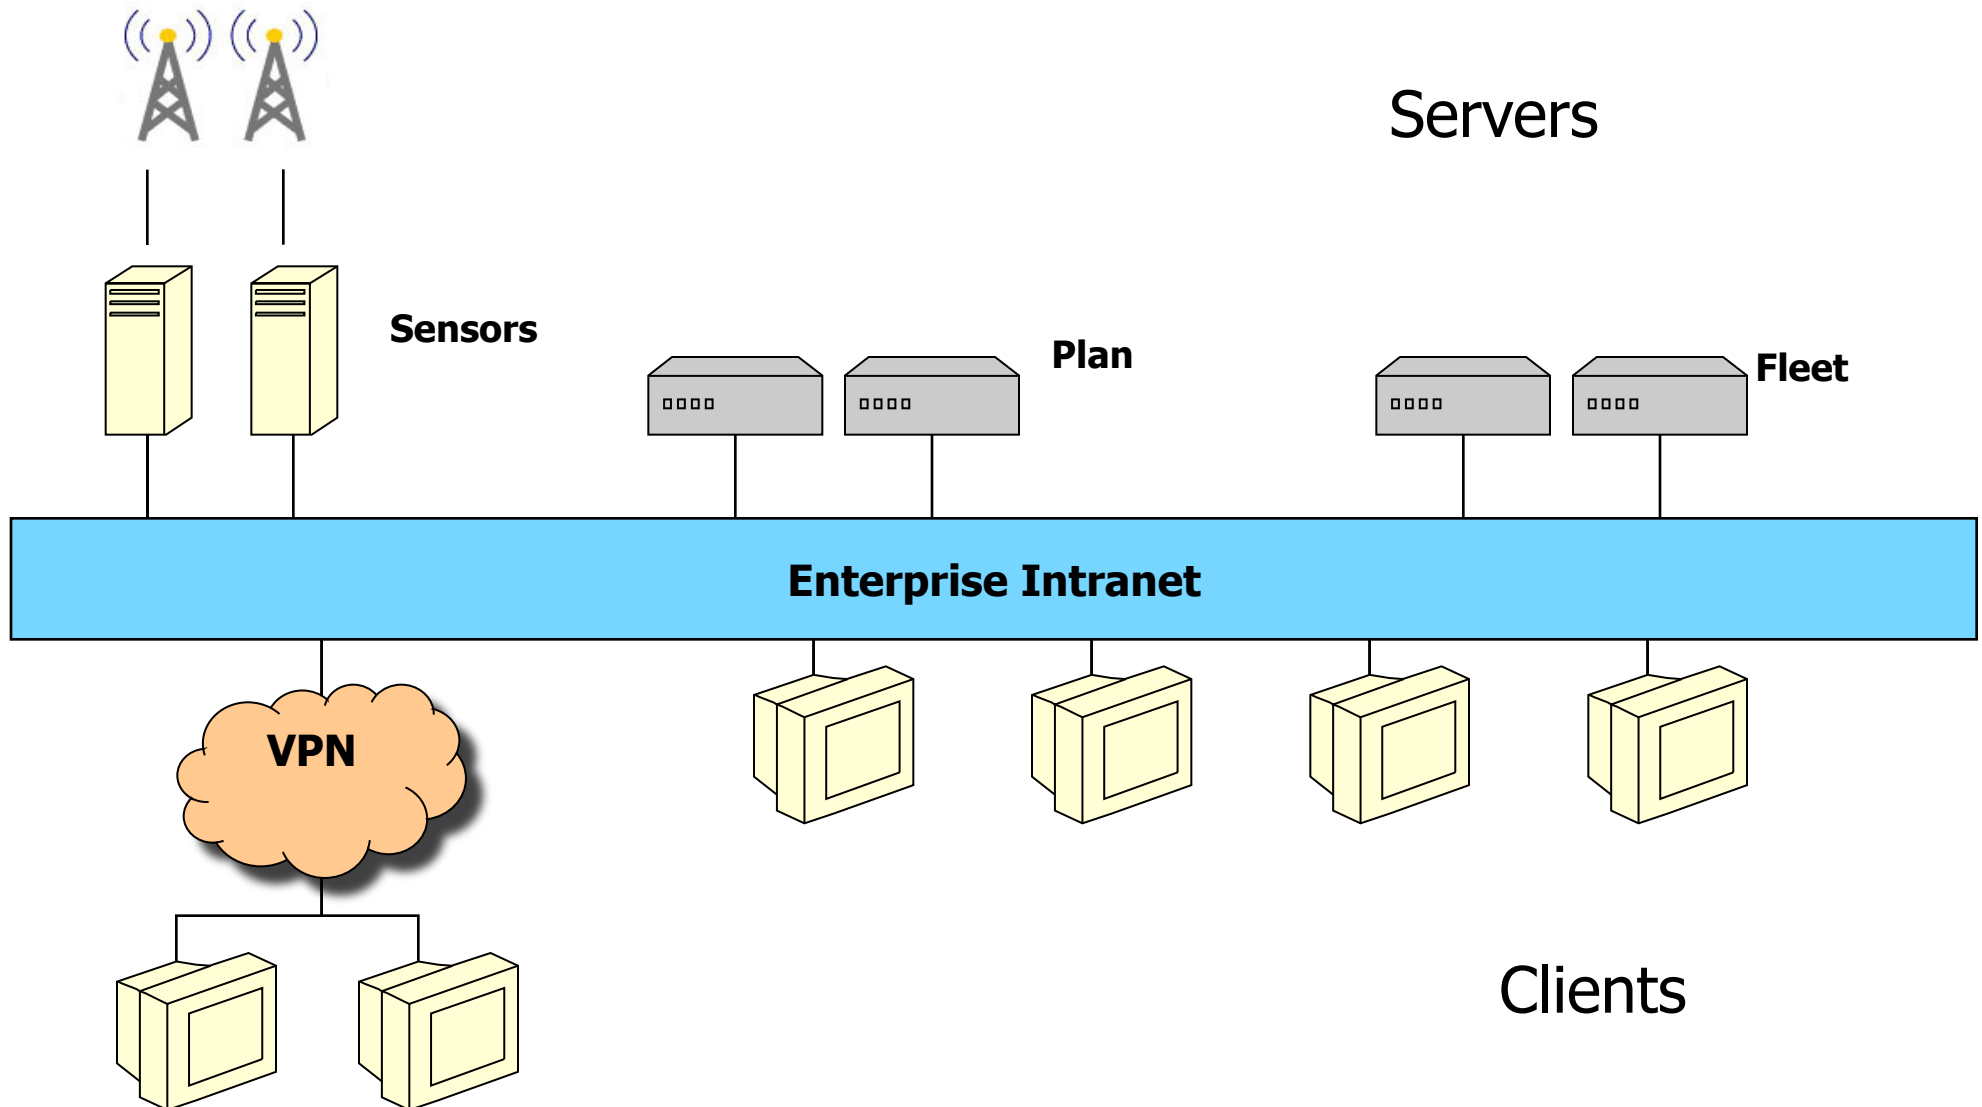 Servers
Sensors
Plan
Fleet
Enterprise Intranet
VPN
Clients